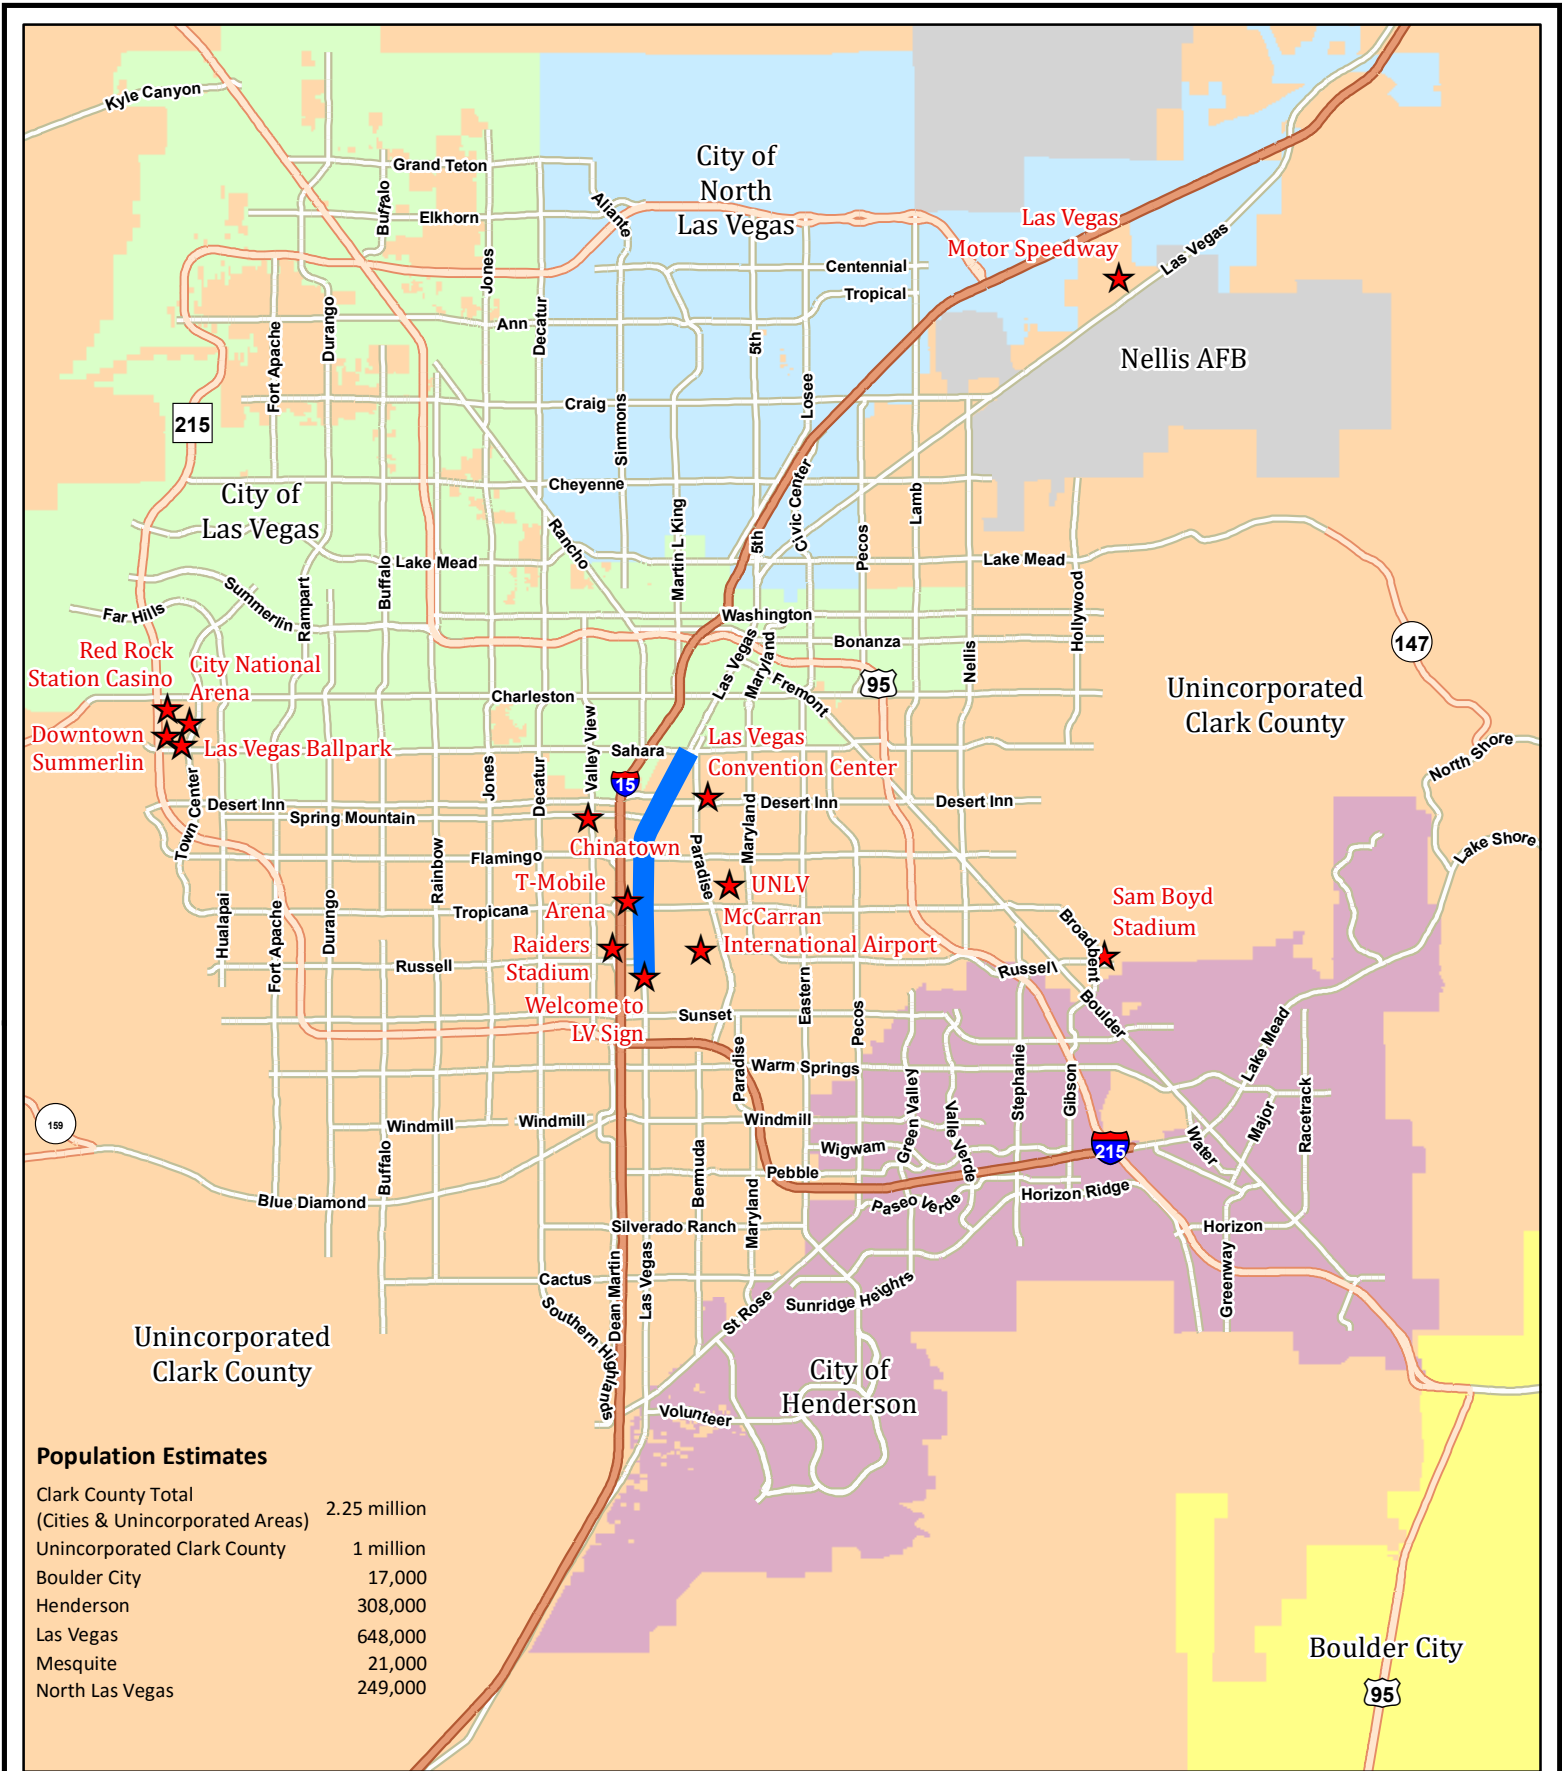 Kyle Canyon
Grand Teton
Buffalo
Elkhorn
Aliante
City of
North
Las Vegas
Las Vegas
Motor Speedway
Las Vegas
Jones
Centennial
Tropical
Durango
Fort Apache
Ann
Decatur
5th
Nellis AFB
Losee
Craig
Simmons
215
Cheyenne
City of
Las Vegas
Rancho
Martin L King
5th
Civic Center
Pecos
Lamb
Lake Mead
Lake Mead
Buffalo
Rampart
Summerlin
Far Hills
Washington
Bonanza
Hollywood
Nellis
147
Red Rock
Station Casino
City National
Arena
Las Vegas
Maryland
Fremont
95
Charleston
Unincorporated
Clark County
Downtown
Summerlin
Las Vegas Ballpark
Valley View
Sahara
Las Vegas
Convention Center
15
North Shore
Town Center
Desert Inn
Spring Mountain
Jones
Decatur
Desert Inn
Desert Inn
Maryland
Lake Shore
Chinatown
Flamingo
Rainbow
Paradise
T-Mobile
Arena
UNLV
Sam Boyd
Stadium
Tropicana
McCarran
International Airport
Hualapai
Fort Apache
Durango
Broadbent
Raiders
Stadium
Russell
Russell
Welcome to
LV Sign
Eastern
Pecos
Sunset
Boulder
Paradise
Warm Springs
Green Valley
Valle Verde
Stephanie
Gibson
Lake Mead
Racetrack
Major
Water
159
Windmill
Windmill
Windmill
Wigwam
215
Buffalo
Bermuda
Pebble
Maryland
Blue Diamond
Paseo Verde
Horizon Ridge
Silverado Ranch
Horizon
Greenway
Cactus
Dean Martin
Las Vegas
Southern Highlands
St Rose
Sunridge Heights
Unincorporated
Clark County
City of
Henderson
Volunteer
Population Estimates
Clark County Total
(Cities & Unincorporated Areas) 2.25 million
Unincorporated Clark County 1 million
Boulder City 17,000
Henderson 308,000
Las Vegas 648,000
Mesquite 21,000
North Las Vegas 249,000
Boulder City
95